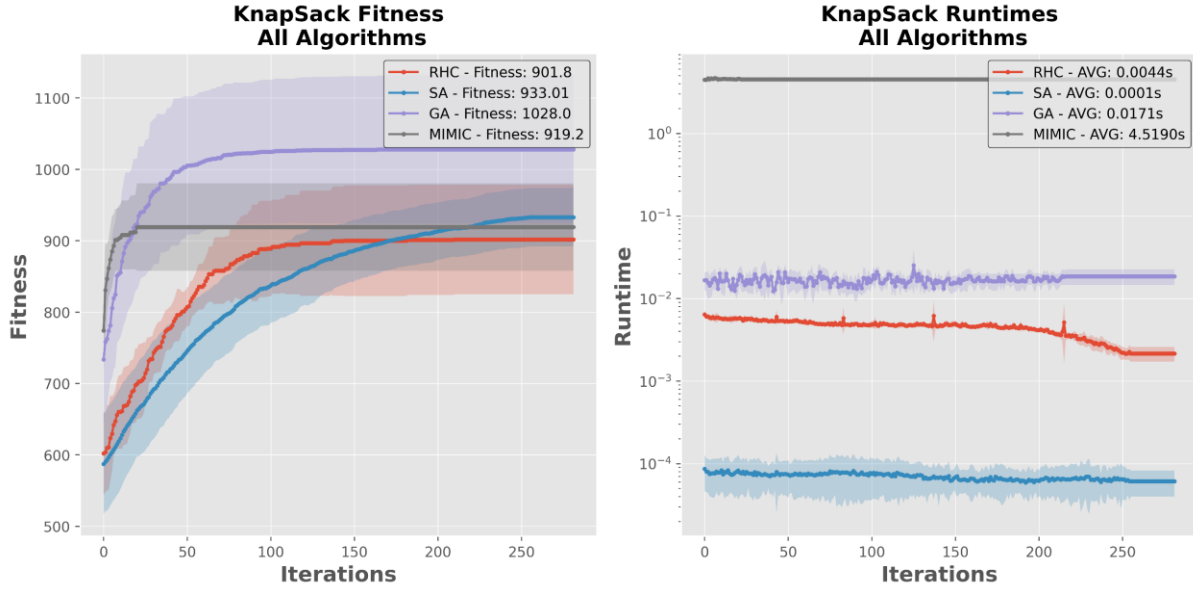 KnapSack Fitness
All Algorithms
RHC - Fitness: 901.8
SA - Fitness: 933.01
GA - Fitness: 1028.0
MIMIC - Fitness: 919.2
1100
1000
900
800
700
600
500
Fitness
0 50 100 150 200 250
Iterations
KnapSack Runtimes
All Algorithms
RHC - AVG: 0.0044s
SA - AVG: 0.0001s
GA - AVG: 0.0171s
MIMIC - AVG: 4.5190s
10⁰
10⁻¹
10⁻²
10⁻³
10⁻⁴
Runtime
0 50 100 150 200 250
Iterations